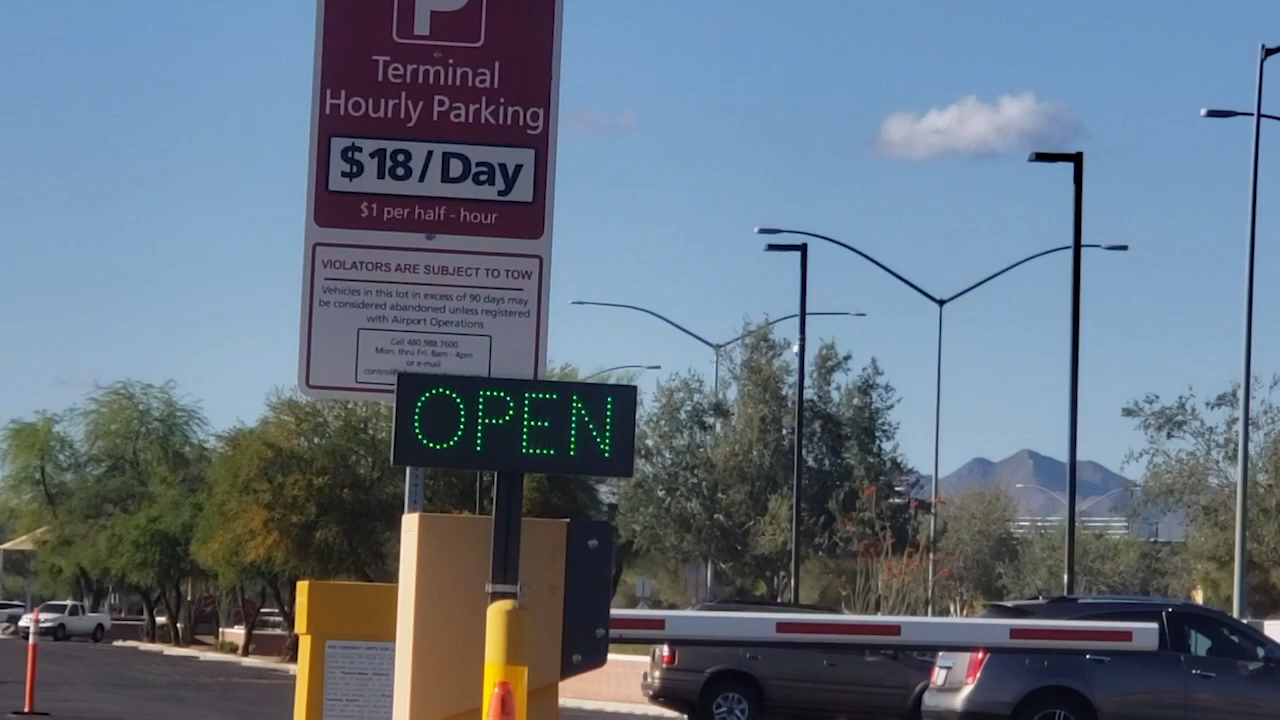 P
Terminal
Hourly Parking
$18/Day
$1 per half - hour
VIOLATORS ARE SUBJECT TO TOW
Vehicles in this lot in excess of 90 days may
be considered abandoned unless registered
with Airport Operations
Call 480.988.7600
Mon. thru Fri. 8am - 4pm
or e-mail
OPEN